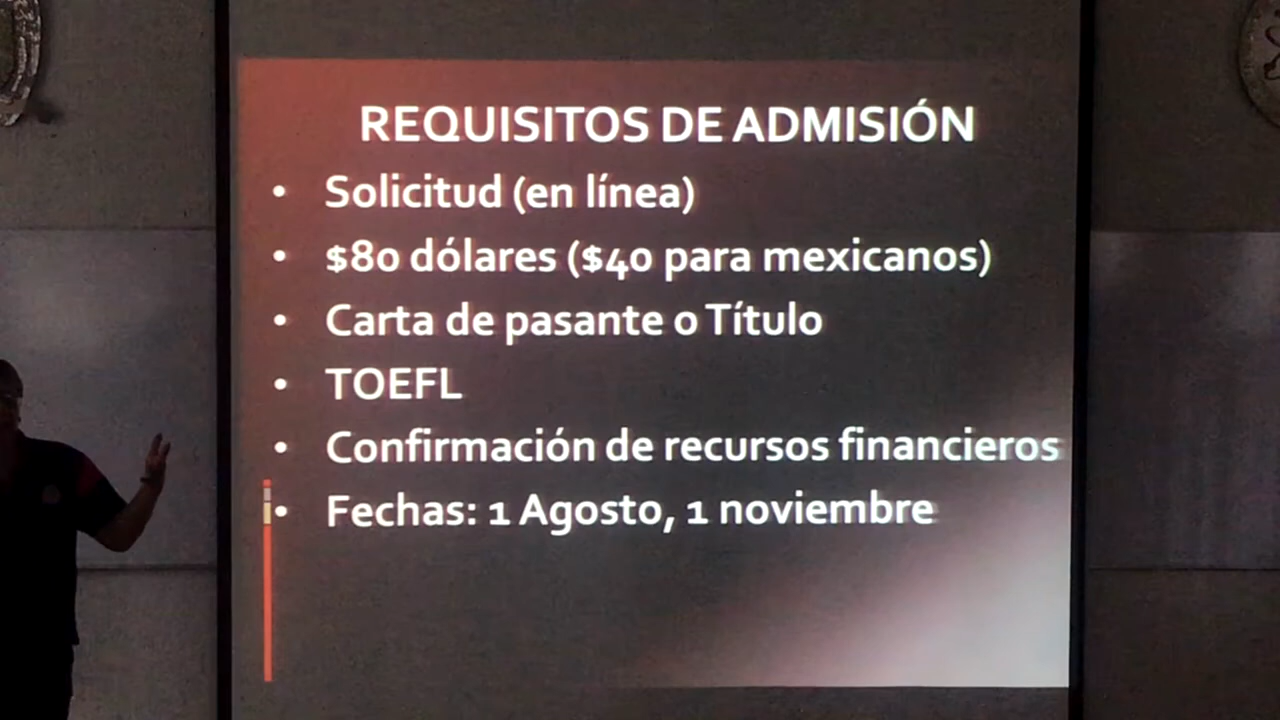 REQUISITOS DE ADMISIÓN
• Solicitud (en línea)
• $80 dólares ($40 para mexicanos)
• Carta de pasante o Título
• TOEFL
• Confirmación de recursos financieros
• Fechas: 1 Agosto, 1 noviembre